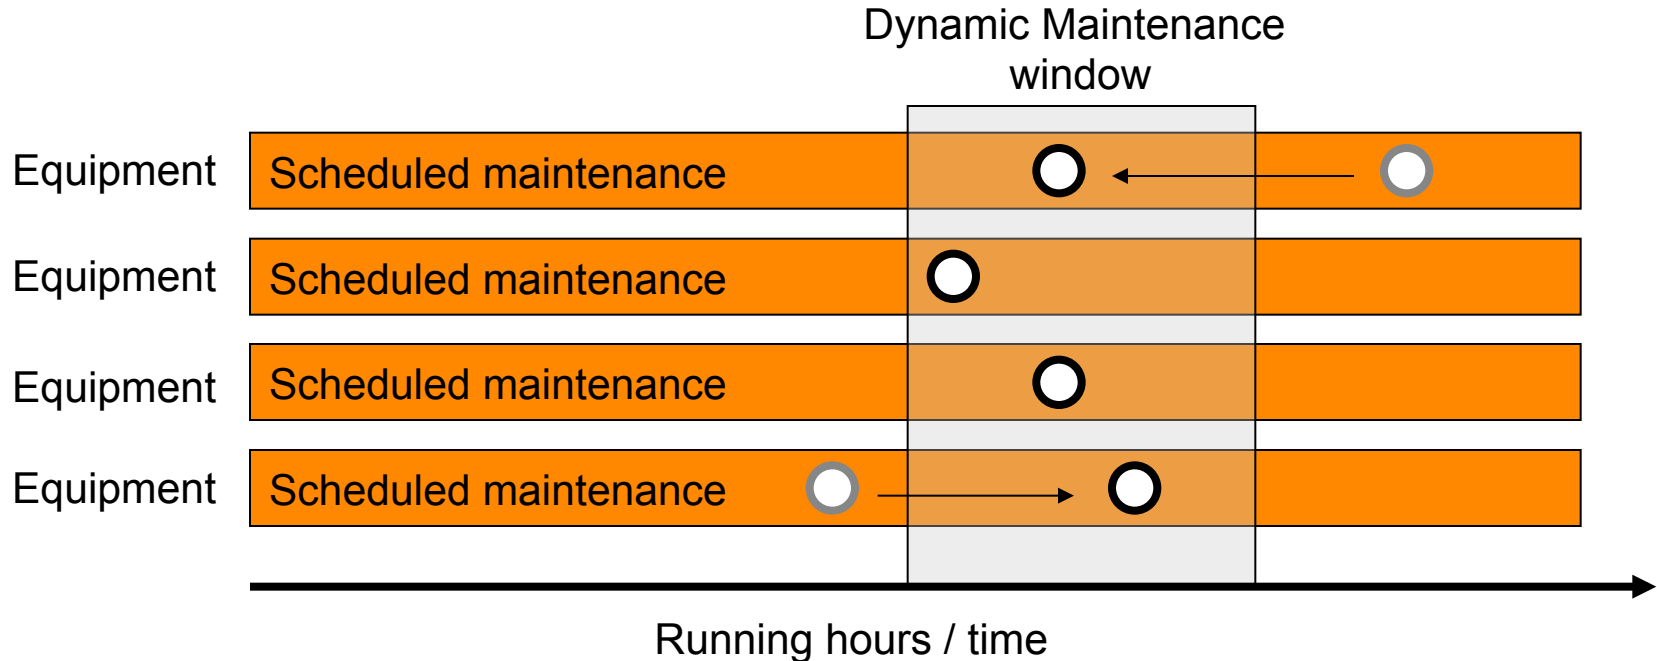 Dynamic Maintenance
window
Equipment Scheduled maintenance
Equipment Scheduled maintenance
Equipment Scheduled maintenance
Equipment Scheduled maintenance
Running hours / time